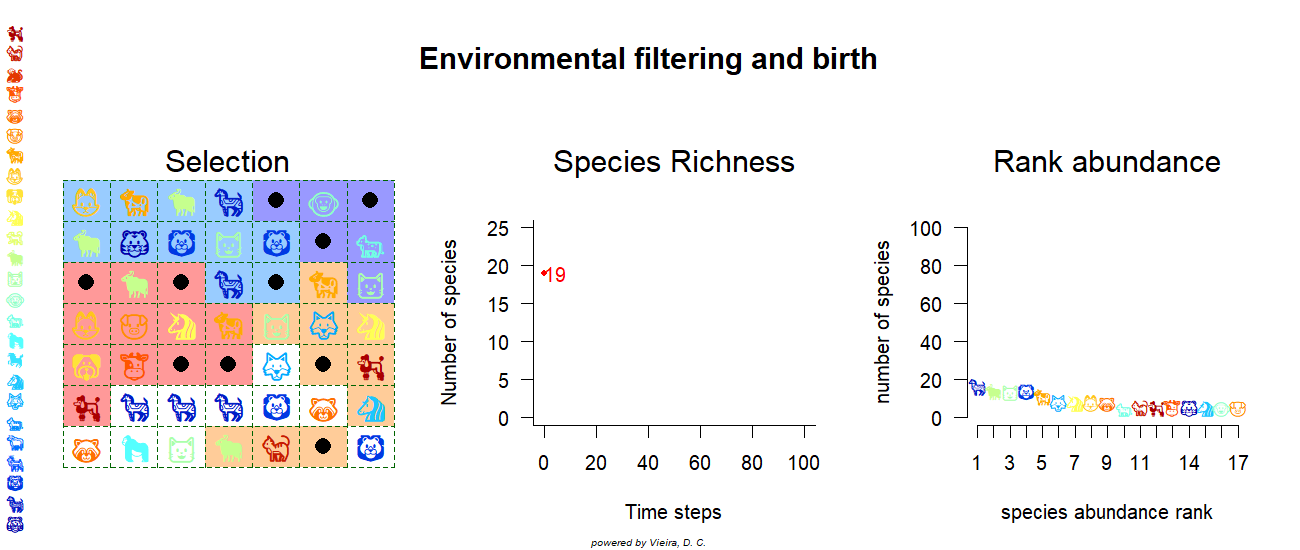 Environmental filtering and birth
Selection
Species Richness
Rank abundance
Number of species
25
20
15
10
5
0
19
0 20 40 60 80 100
Time steps
number of species
100
80
60
40
20
0
1 3 5 7 9 11 14 17
species abundance rank
powered by Vieira, D. C.